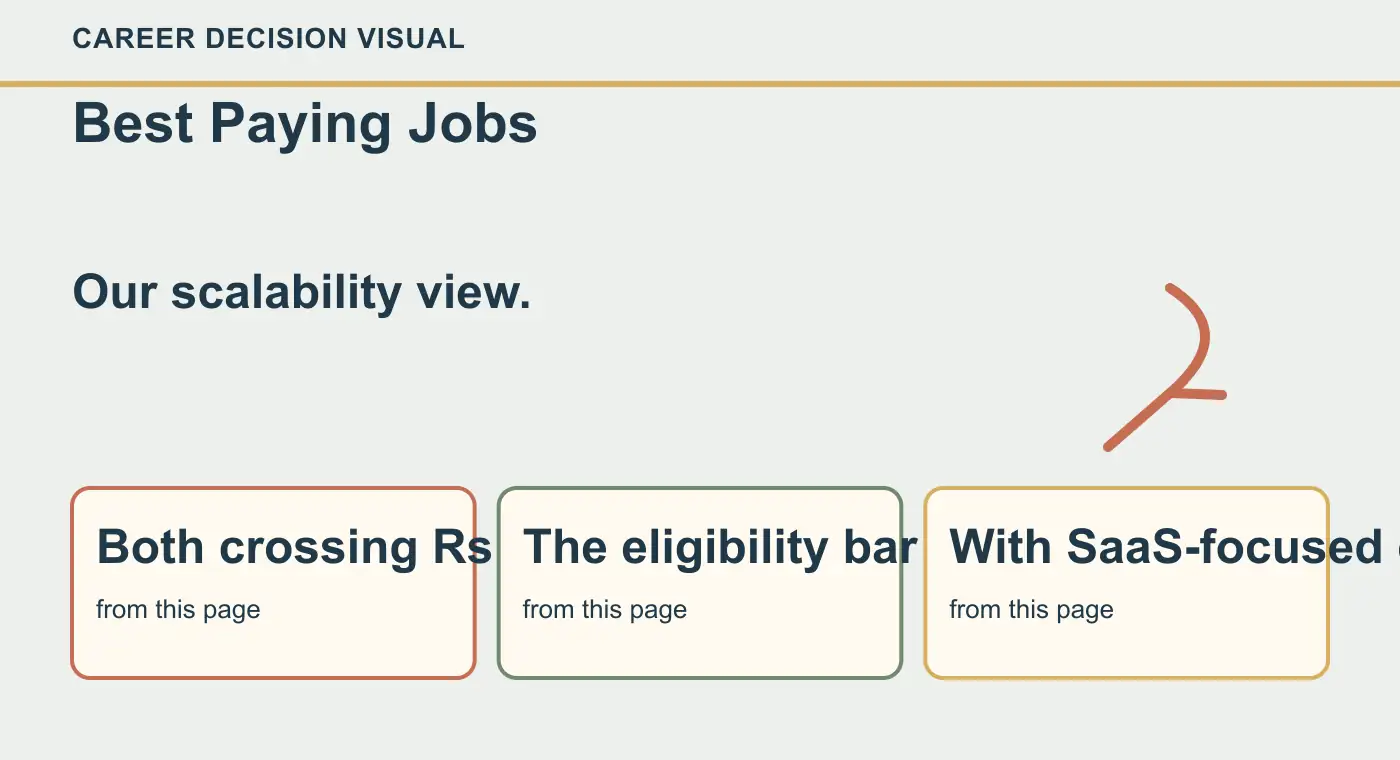 CAREER DECISION VISUAL
Best Paying Jobs
Our scalability view.
Both crossing Rs
from this page
The eligibility bar
from this page
With SaaS-focused
from this page